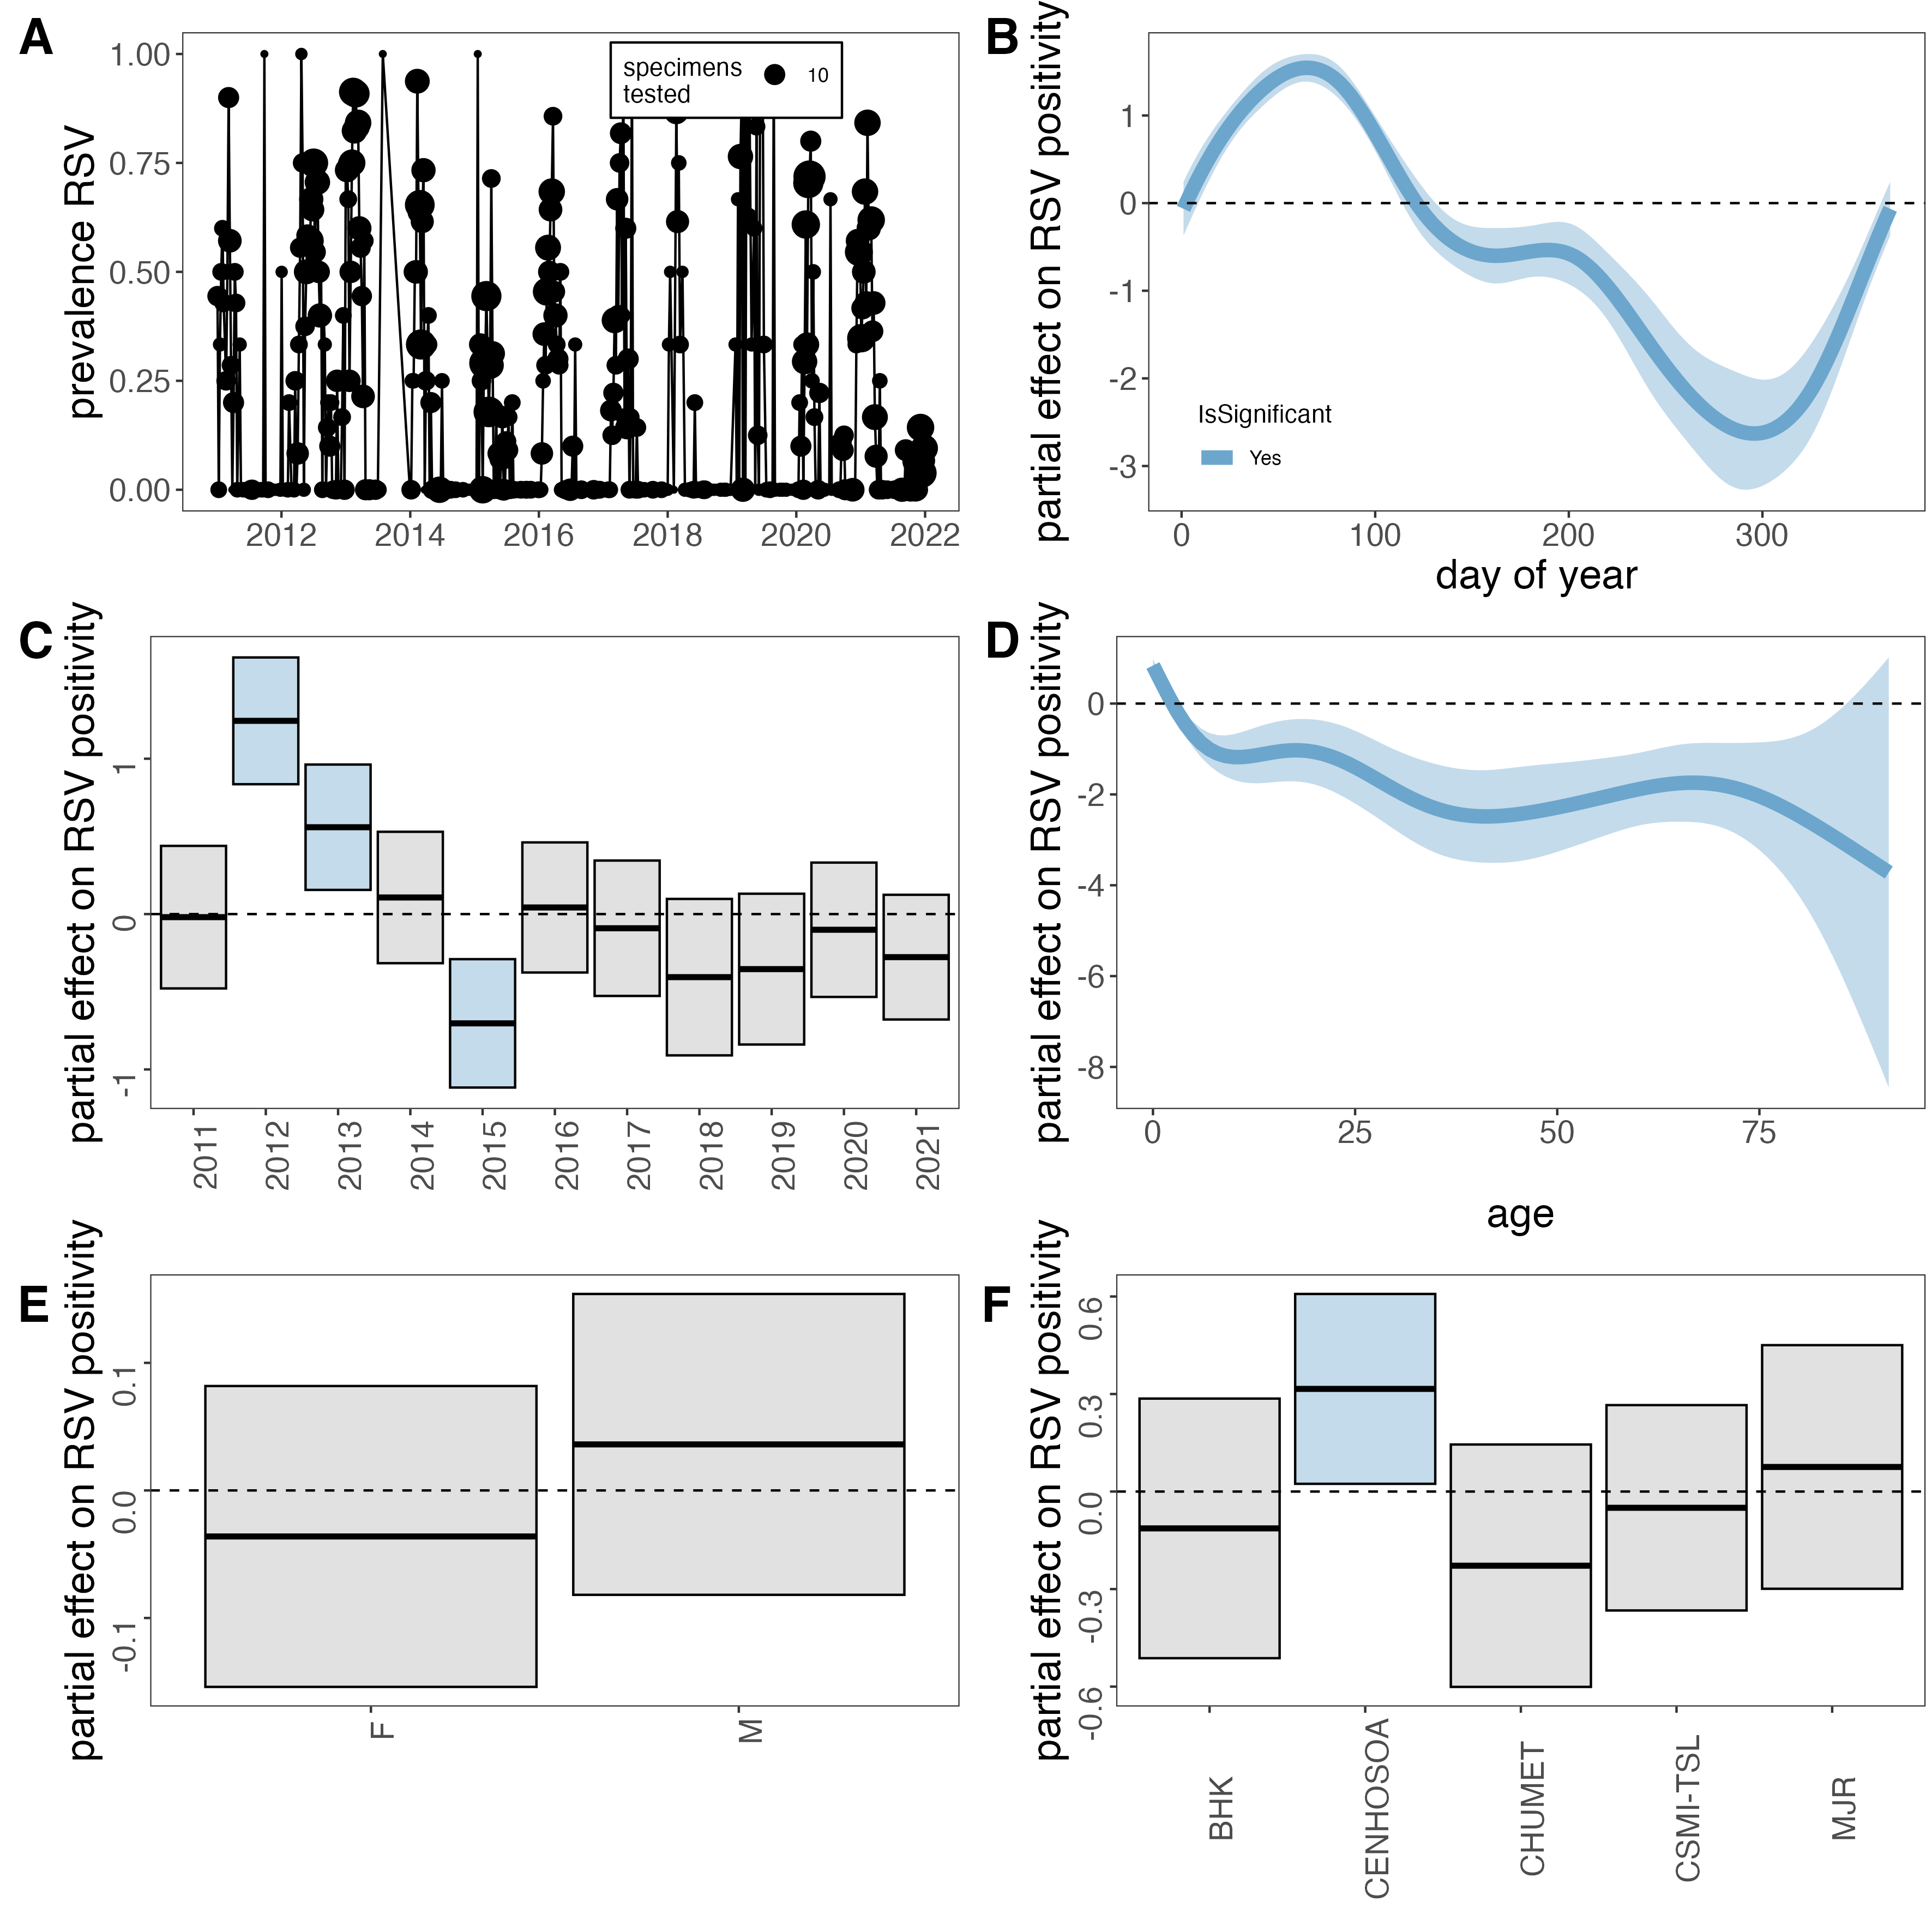 A
prevalence RSV
1.00
0.75
0.50
0.25
0.00
specimens
tested
10
2012
2014
2016
2018
2020
2022
B
partial effect on RSV positivity
1
0
-1
-2
-3
IsSignificant
Yes
0
100
200
300
day of year
C
partial effect on RSV positivity
1
0
-1
2011
2012
2013
2014
2015
2016
2017
2018
2019
2020
2021
D
partial effect on RSV positivity
0
-2
-4
-6
-8
0
25
50
75
age
E
partial effect on RSV positivity
0.1
0.0
-0.1
F
M
F
partial effect on RSV positivity
0.6
0.3
0.0
-0.3
-0.6
BHK
CENHOSOA
CHUMET
CSMI-TSL
MJR